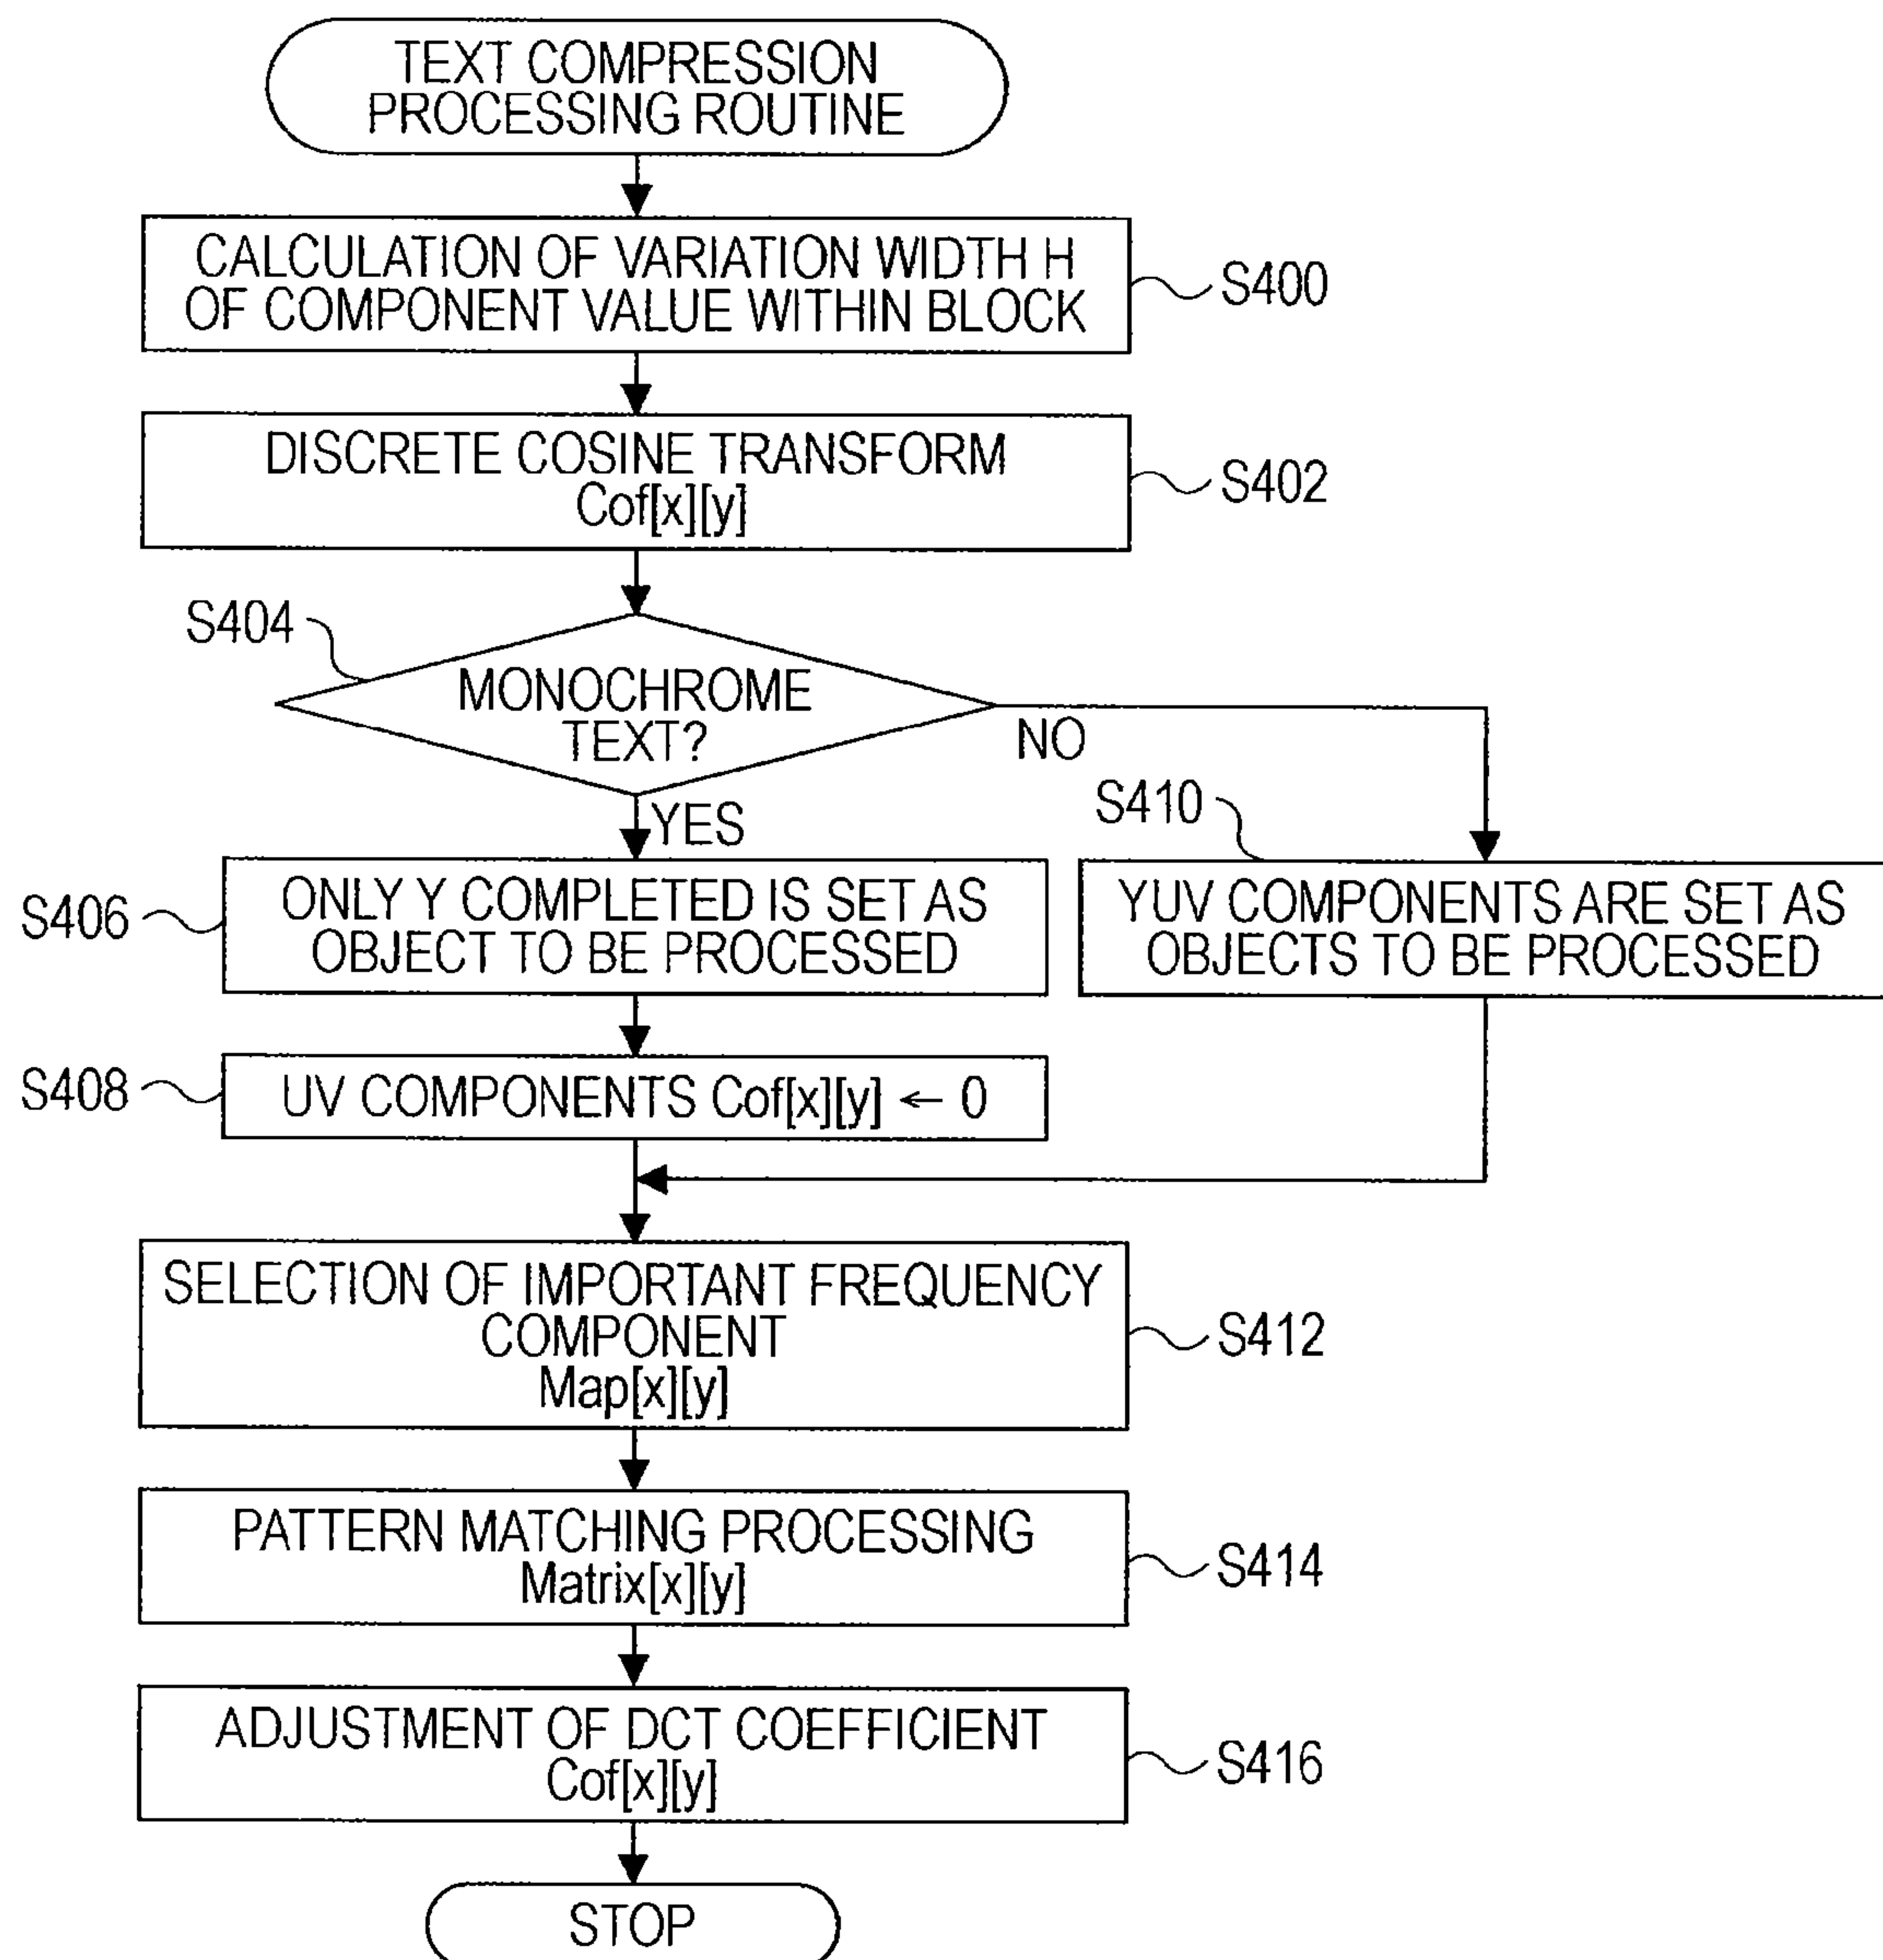 TEXT COMPRESSION
PROCESSING ROUTINE
CALCULATION OF VARIATION WIDTH H
OF COMPONENT VALUE WITHIN BLOCK
S400
DISCRETE COSINE TRANSFORM
Cof[x][y]
S402
S404
MONOCHROME
TEXT?
NO
YES
S410
S406
ONLY Y COMPLETED IS SET AS
OBJECT TO BE PROCESSED
YUV COMPONENTS ARE SET AS
OBJECTS TO BE PROCESSED
S408
UV COMPONENTS Cof[x][y] ← 0
SELECTION OF IMPORTANT FREQUENCY
COMPONENT
Map[x][y]
S412
PATTERN MATCHING PROCESSING
Matrix[x][y]
S414
ADJUSTMENT OF DCT COEFFICIENT
Cof[x][y]
S416
STOP